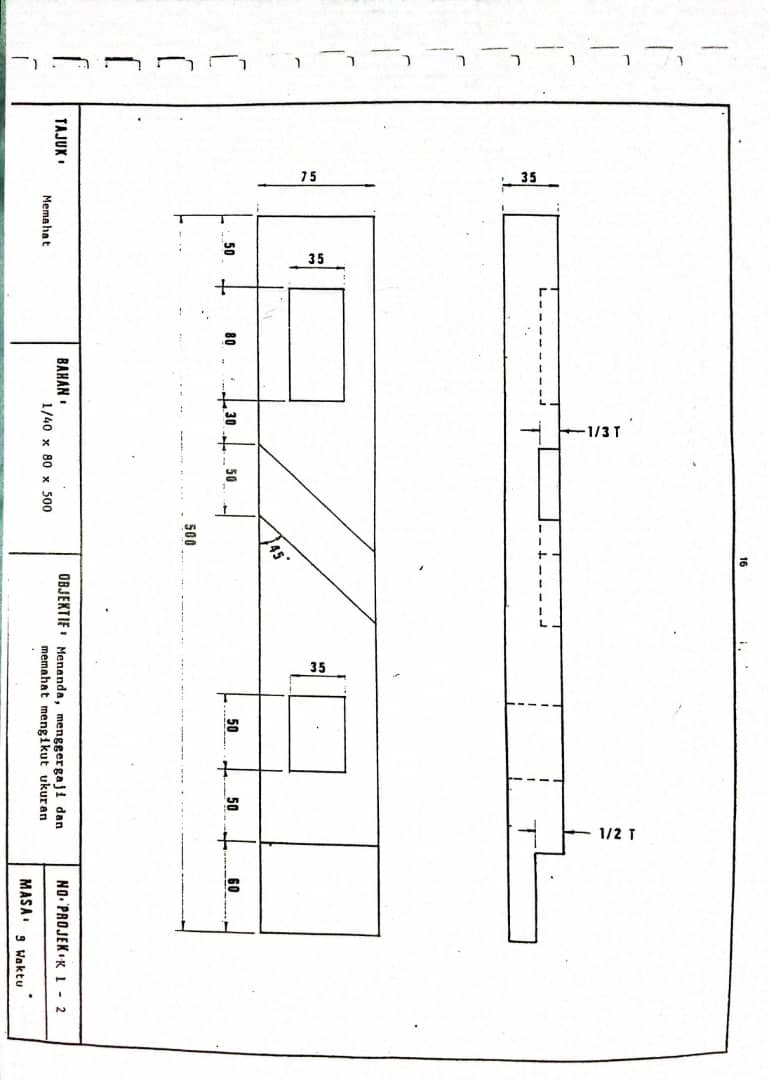 16
35
1/3 T
1/2 T
75
35
35
45°
50
80
30
50
50
50
60
500
TAJUK:
Memahat
BAHAN:
1/40 x 80 x 500
OBJEKTIF: Menanda, menggergaji dan
memahat mengikut ukuran
NO. PROJEK: K 1 - 2
MASA: 9 Waktu